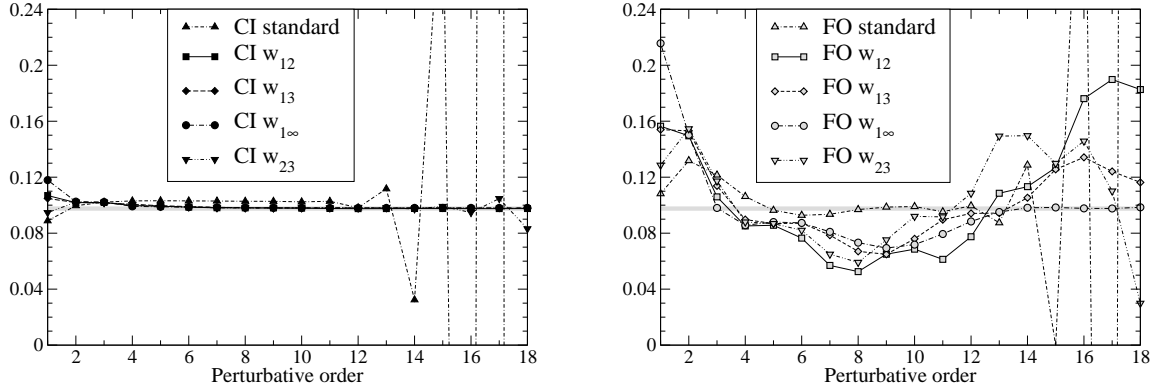 0.24
0.2
0.16
0.12
0.08
0.04
0
CI standard
CI w12
CI w13
CI w1∞
CI w23
2 4 6 8 10 12 14 16 18
Perturbative order
0.24
0.2
0.16
0.12
0.08
0.04
0
FO standard
FO w12
FO w13
FO w1∞
FO w23
2 4 6 8 10 12 14 16 18
Perturbative order